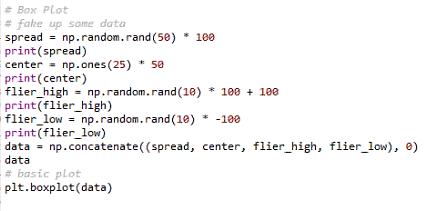 # Box Plot
# fake up some data
spread = np.random.rand(50) * 100
print(spread)
center = np.ones(25) * 50
print(center)
flier_high = np.random.rand(10) * 100 + 100
print(flier_high)
flier_low = np.random.rand(10) * -100
print(flier_low)
data = np.concatenate((spread, center, flier_high, flier_low), 0)
data
# basic plot
plt.boxplot(data)